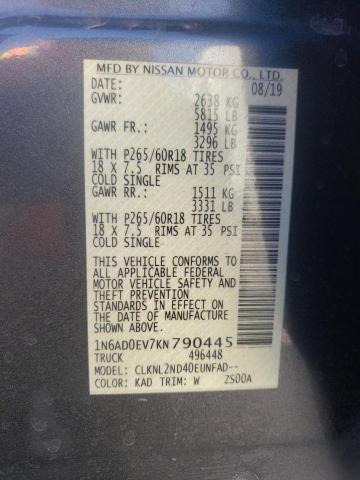 MFD BY NISSAN MOTOR CO., LTD.
DATE: 08/19
GVWR: 2638 KG
5815 LB
GAWR FR.: 1495 KG
3296 LB
WITH P265/60R18 TIRES
18 X 7.5 RIMS AT 35 PSI
COLD SINGLE
GAWR RR.: 1511 KG
3331 LB
WITH P265/60R18 TIRES
18 X 7.5 RIMS AT 35 PSI
COLD SINGLE
THIS VEHICLE CONFORMS TO
ALL APPLICABLE FEDERAL
MOTOR VEHICLE SAFETY AND
AND THEFT PREVENTION
STANDARDS IN EFFECT ON
THE DATE OF MANUFACTURE
SHOWN ABOVE.
1N6AD0EV7KN790445
TRUCK 496448
MODEL: CLKNL2ND40EUNFAD--
COLOR: KAD TRIM: W ZS00A